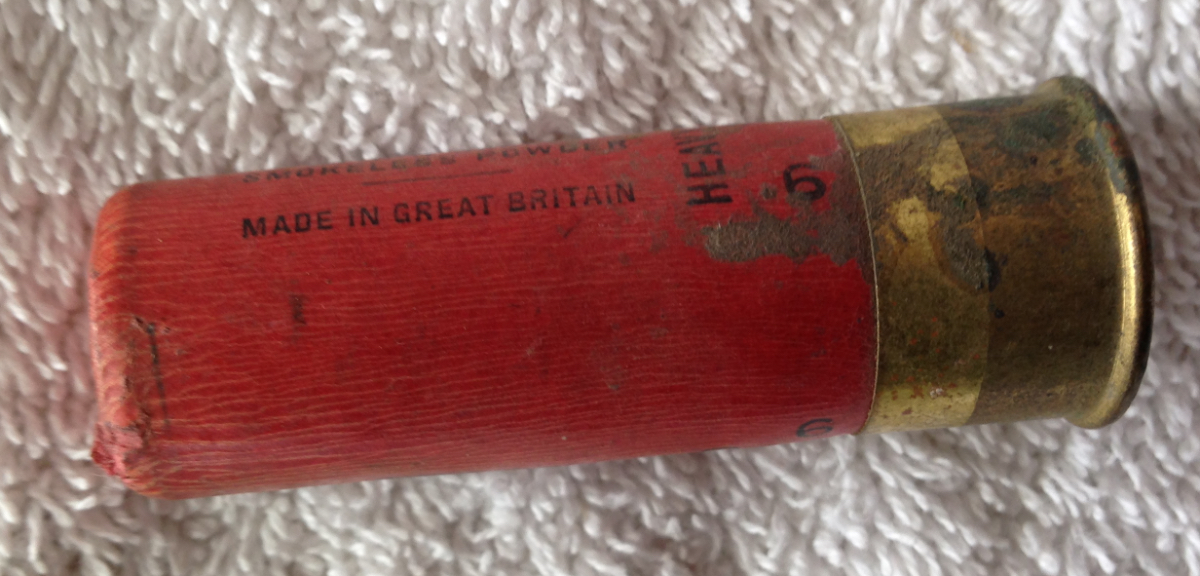 SMOKELESS POWDER
MADE IN GREAT BRITAIN
5